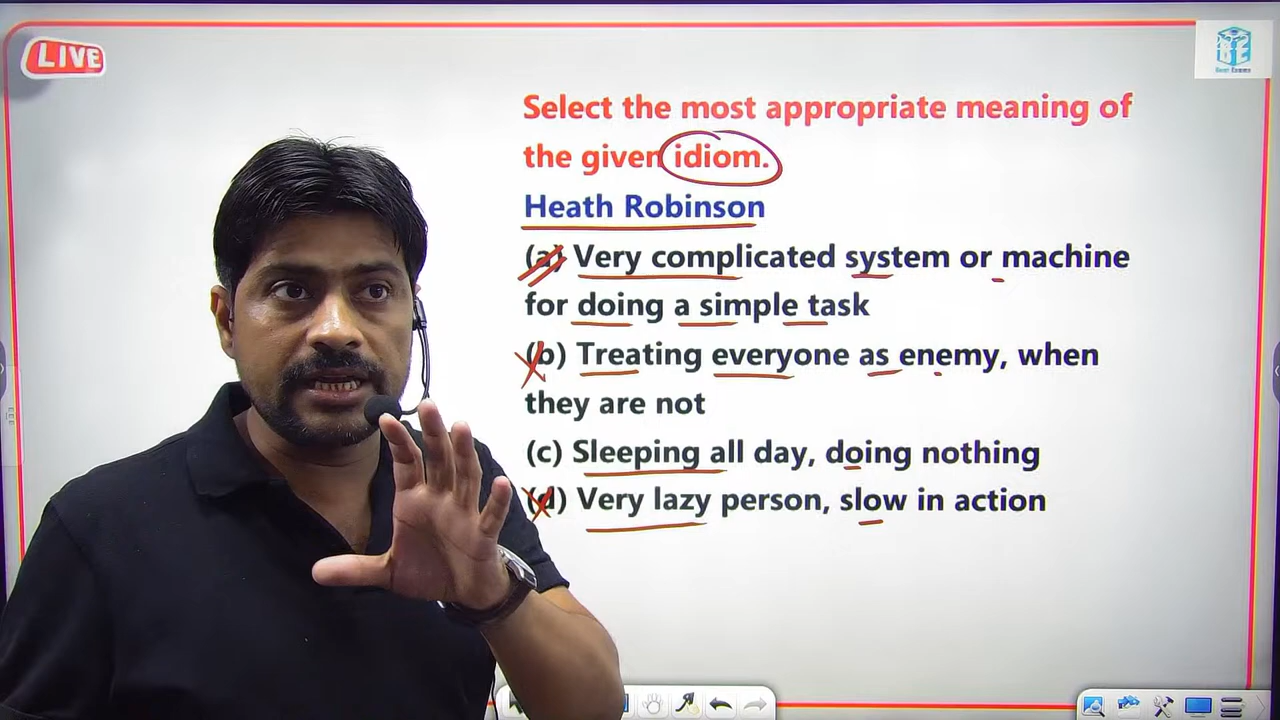 LIVE
Select the most appropriate meaning of
the given idiom.
Heath Robinson
(a) Very complicated system or machine
for doing a simple task
(b) Treating everyone as enemy, when
they are not
(c) Sleeping all day, doing nothing
(d) Very lazy person, slow in action